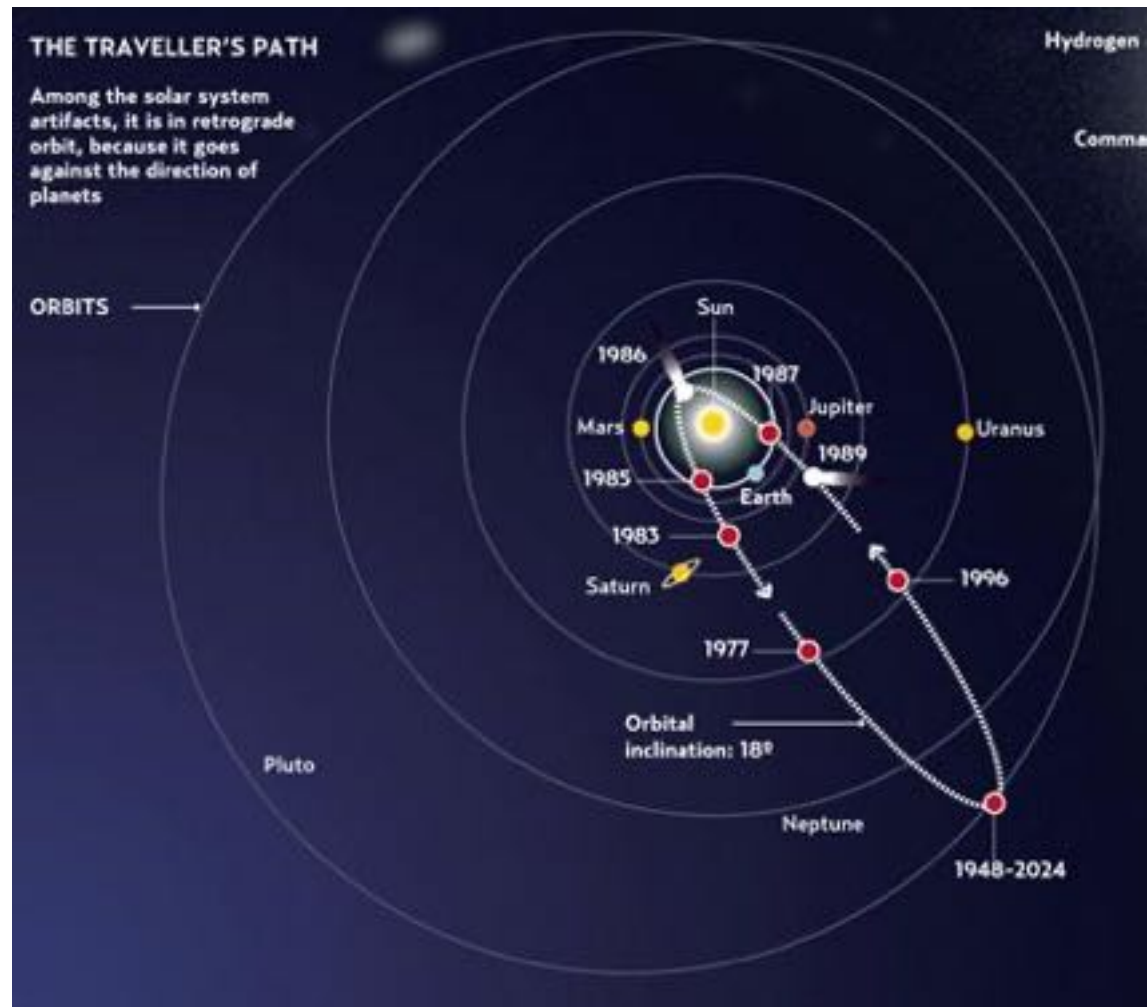 THE TRAVELLER'S PATH
Hydrogen
Among the solar system
artifacts, it is in retrograde
orbit, because it goes
against the direction of
planets
Comma
ORBITS
Sun
1986
1987
Jupiter
Mars
Uranus
1989
1985
Earth
1983
Saturn
1996
1977
Orbital
inclination: 18º
Pluto
Neptune
1948-2024